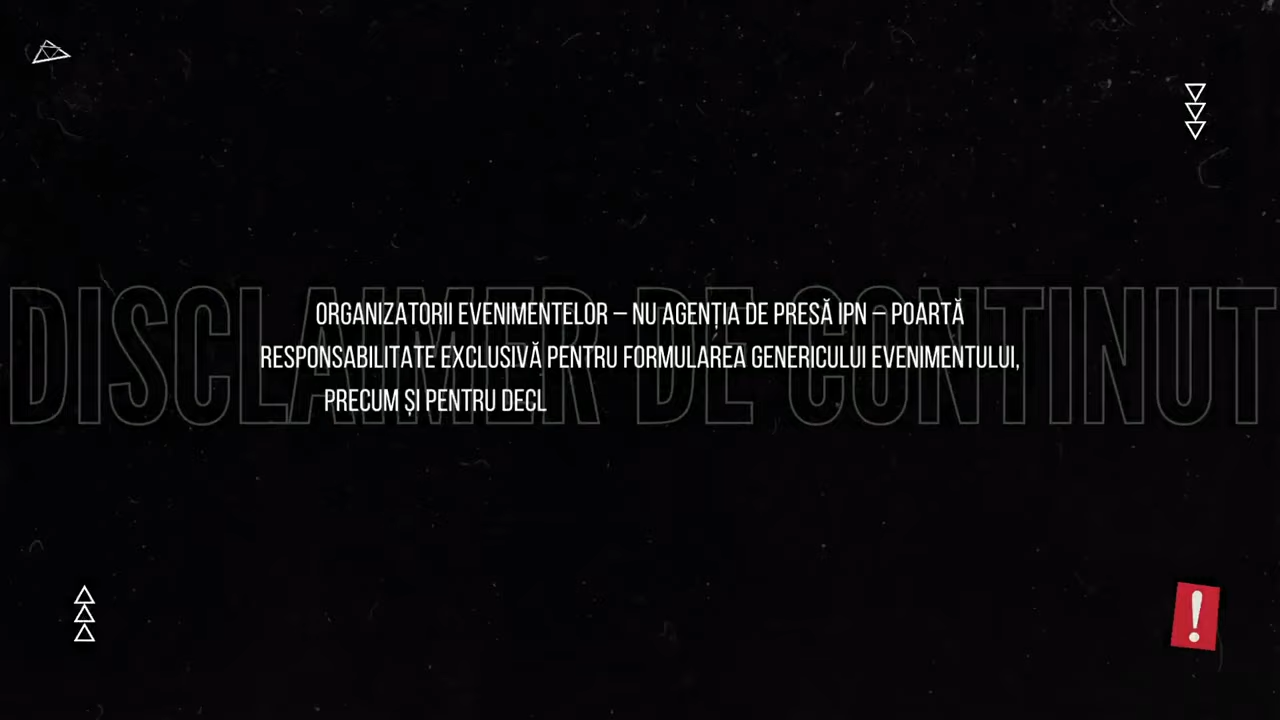 DISCLAIMER DE CONTINUT
ORGANIZATORII EVENIMENTELOR – NU AGENȚIA DE PRESĂ IPN – POARTĂ
RESPONSABILITATE EXCLUSIVĂ PENTRU FORMULAREA GENERICULUI EVENIMENTULUI,
PRECUM ȘI PENTRU DECL
!